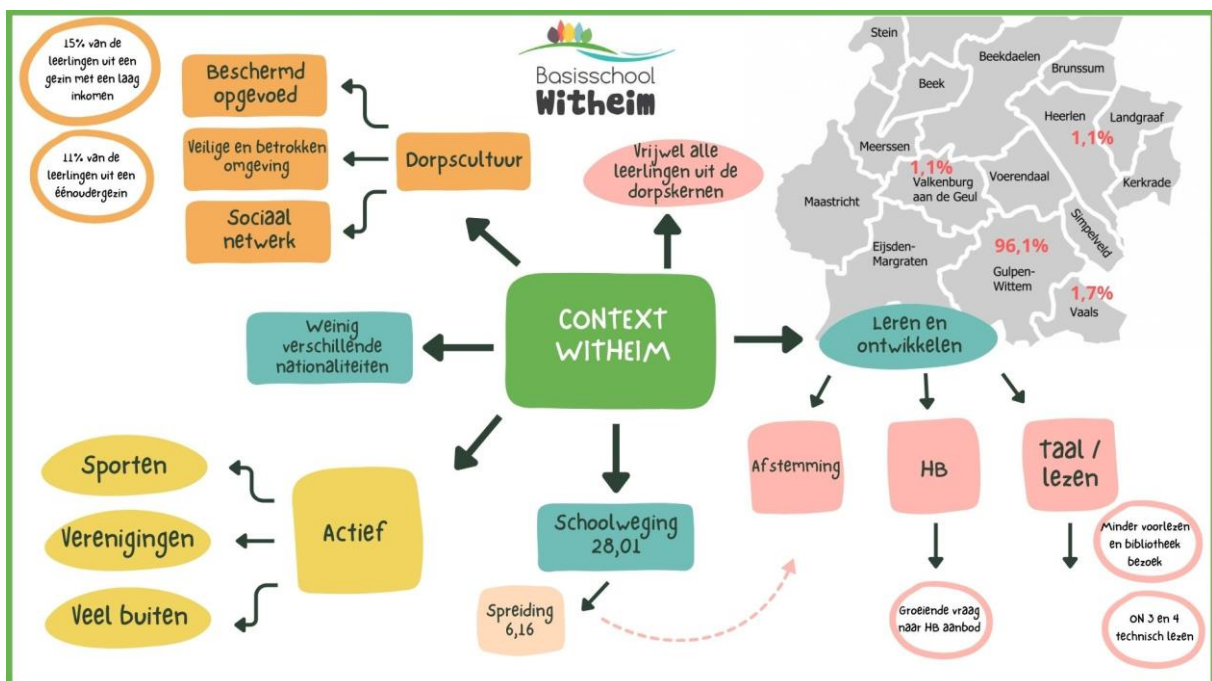 15% van de
leerlingen uit een
gezin met een laag
inkomen
11% van de
leerlingen uit een
éénoudergezin
Beschermd
opgevoed
Veilige en betrokken
omgeving
Sociaal
netwerk
Dorpscultuur
Basisschool
Witheim
Vrijwel alle
leerlingen uit de
dorpskernen
Stein
Beekdaelen
Beek
Brunssum
Heerlen
Landgraaf
1,1%
Meerssen
1,1%
Valkenburg
aan de Geul
Voerendaal
Kerkrade
Maastricht
Simpelveld
Eijsden-
Margraten
96,1%
Gulpen-
Wittem
1,7%
Vaals
CONTEXT
WITHEIM
Weinig
verschillende
nationaliteiten
Leren en
ontwikkelen
Afstemming
HB
Taal /
lezen
Minder voorlezen
en bibliotheek
bezoek
Groeiende vraag
naar HB aanbod
ON 3 en 4
technisch lezen
Sporten
Verenigingen
Veel buiten
Actief
Schoolweging
28,01
Spreiding
6,16